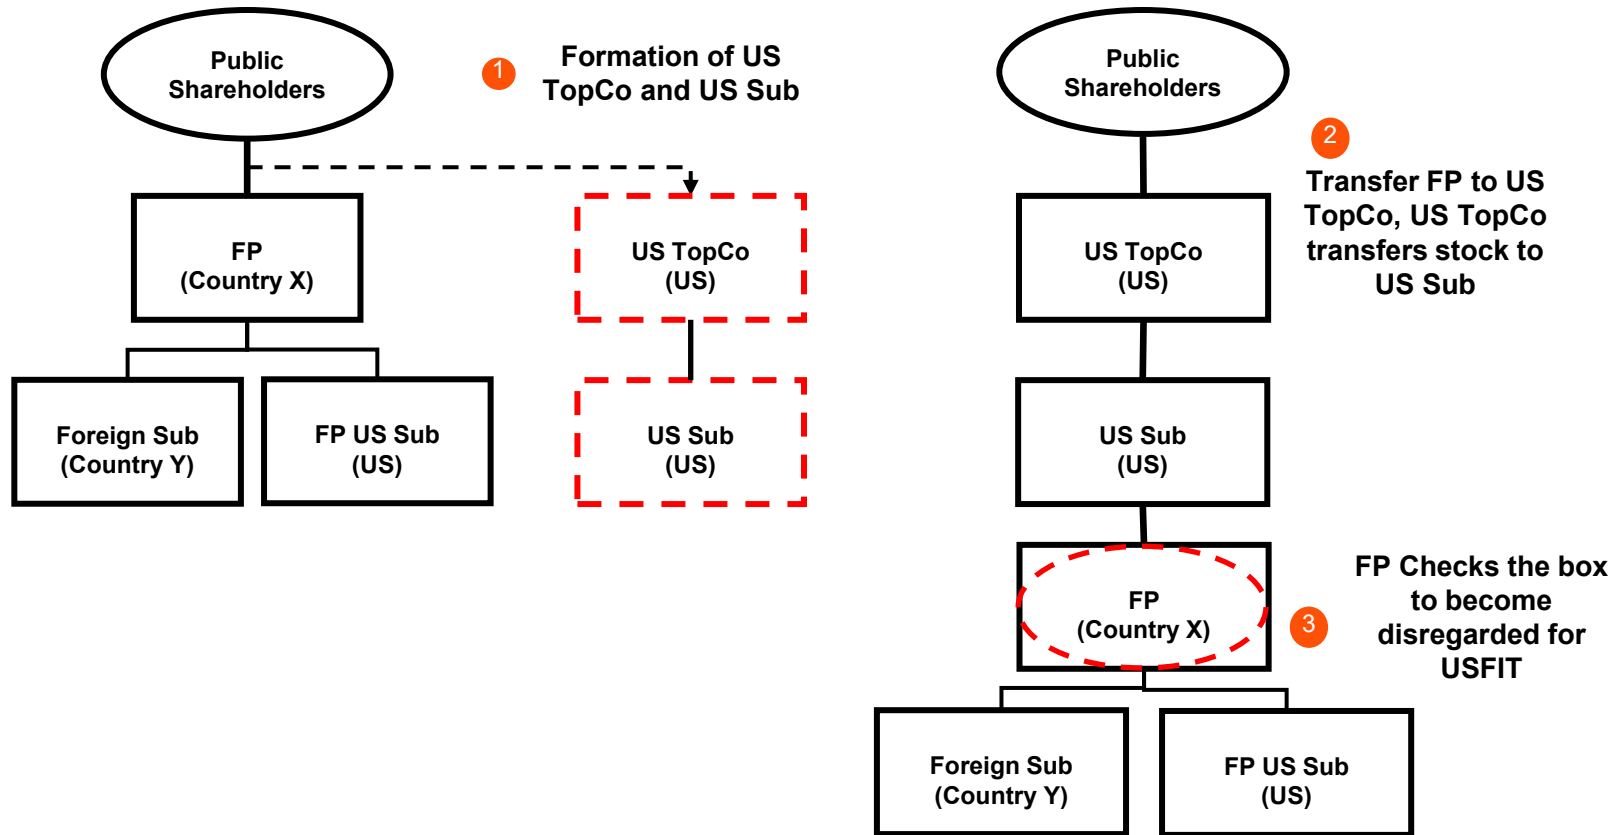 Public
Shareholders
1
Formation of US
TopCo and US Sub
FP
(Country X)
US TopCo
(US)
Foreign Sub
(Country Y)
FP US Sub
(US)
US Sub
(US)
Public
Shareholders
2
Transfer FP to US
TopCo, US TopCo
transfers stock to
US Sub
US TopCo
(US)
US Sub
(US)
FP
(Country X)
3
FP Checks the box
to become
disregarded for
USFIT
Foreign Sub
(Country Y)
FP US Sub
(US)